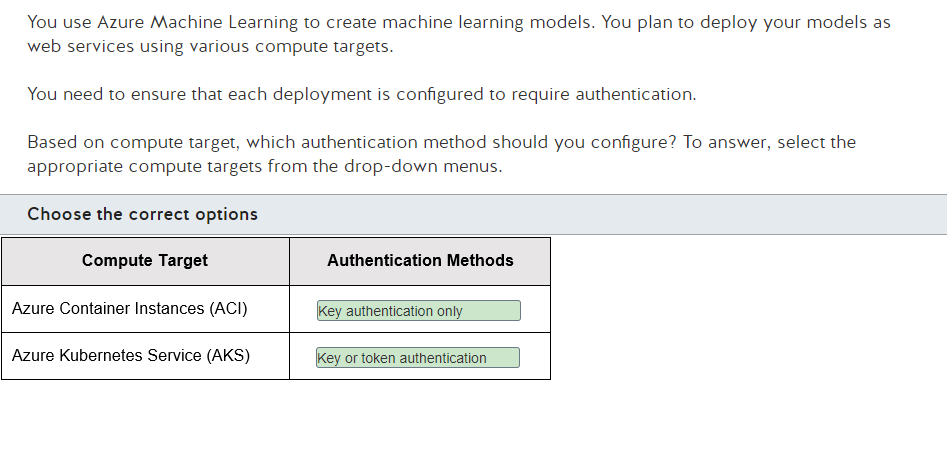 You use Azure Machine Learning to create machine learning models. You plan to deploy your models as
web services using various compute targets.
You need to ensure that each deployment is configured to require authentication.
Based on compute target, which authentication method should you configure? To answer, select the
appropriate compute targets from the drop-down menus.
Choose the correct options
Compute Target Authentication Methods
Azure Container Instances (ACI) Key authentication only
Azure Kubernetes Service (AKS) Key or token authentication